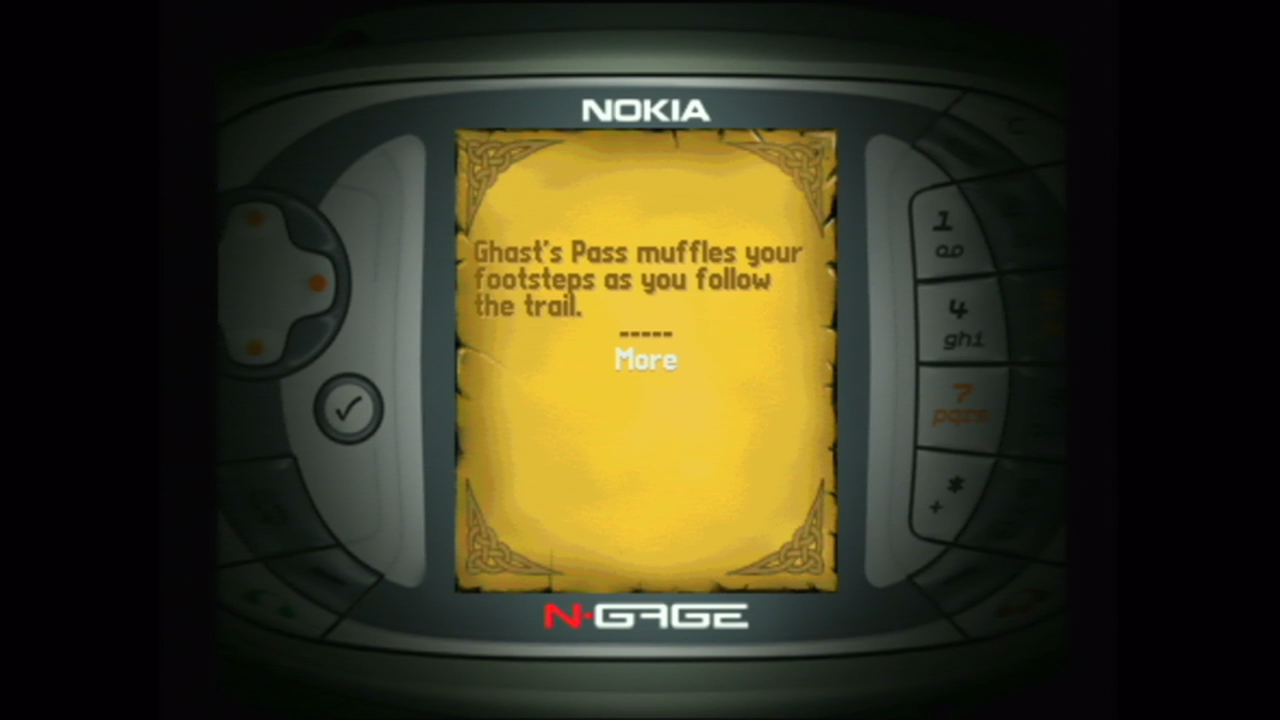 NOKIA
Ghast's Pass muffles your
footsteps as you follow
the trail.
-----
More
N-GAGE
1
4
ghi
7
pqrs
*
+